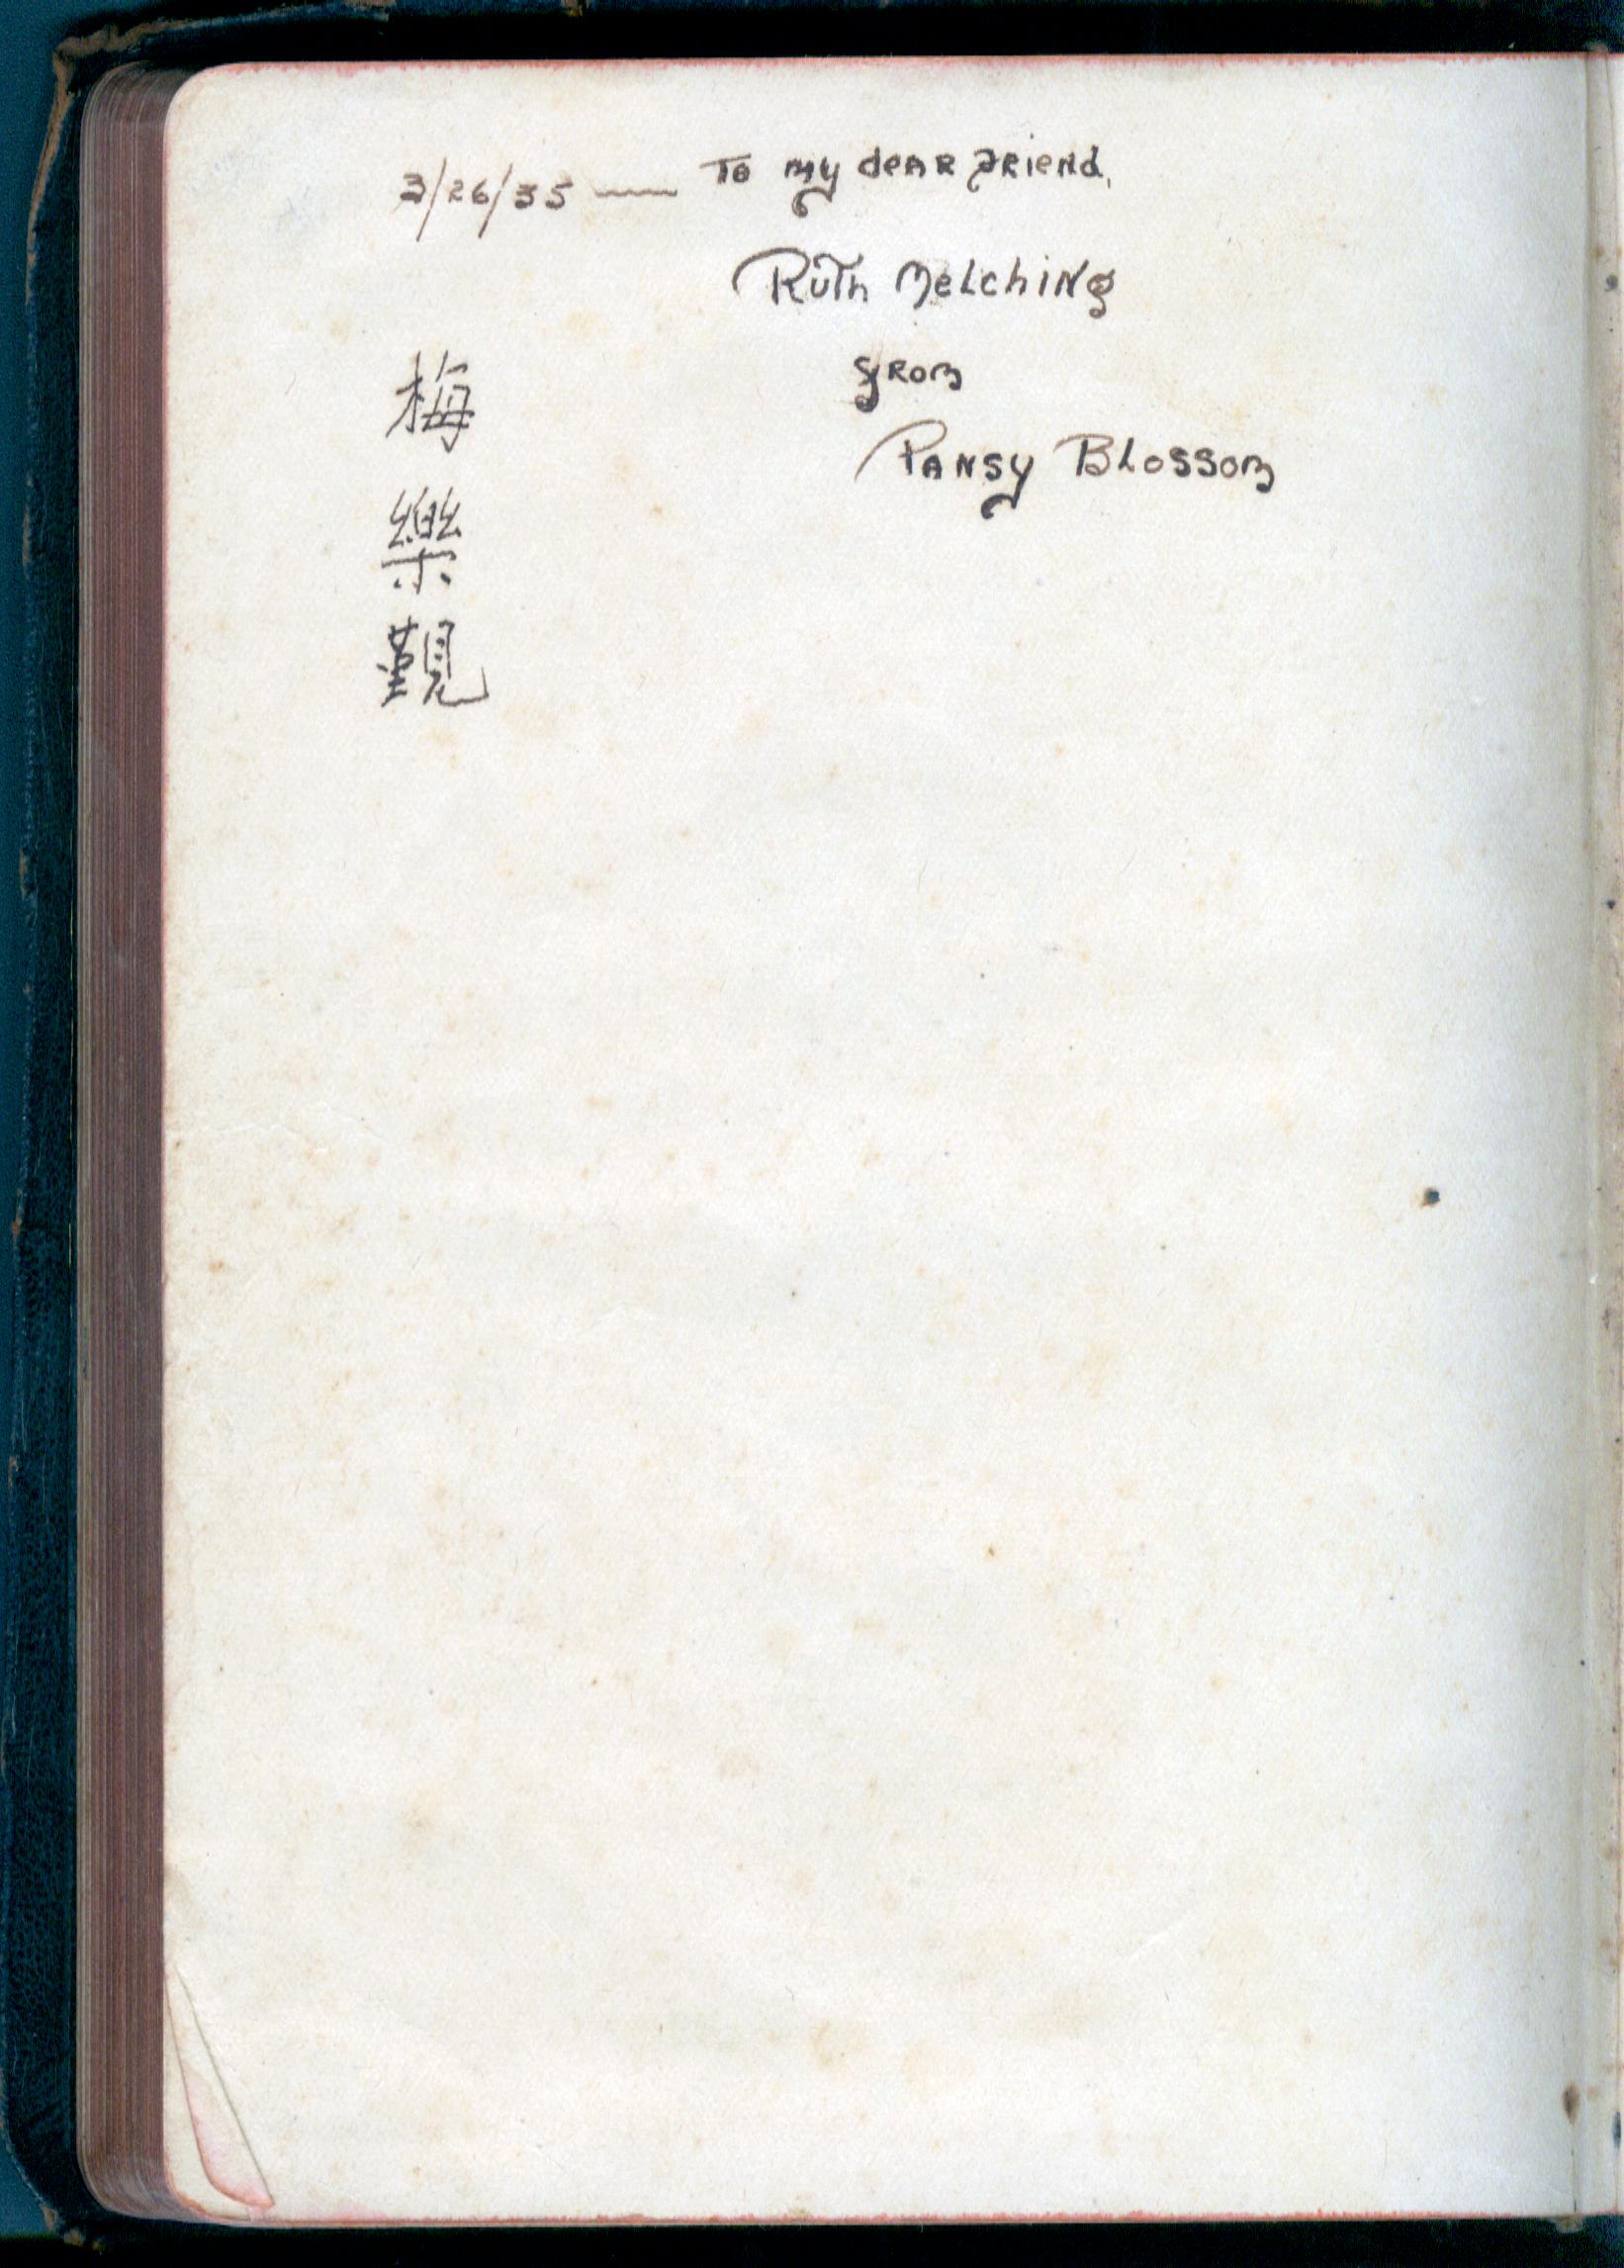 3/26/35 — To my dear friend,
Ruth Melching
from
Pansy Blossom
梅
樂
觀